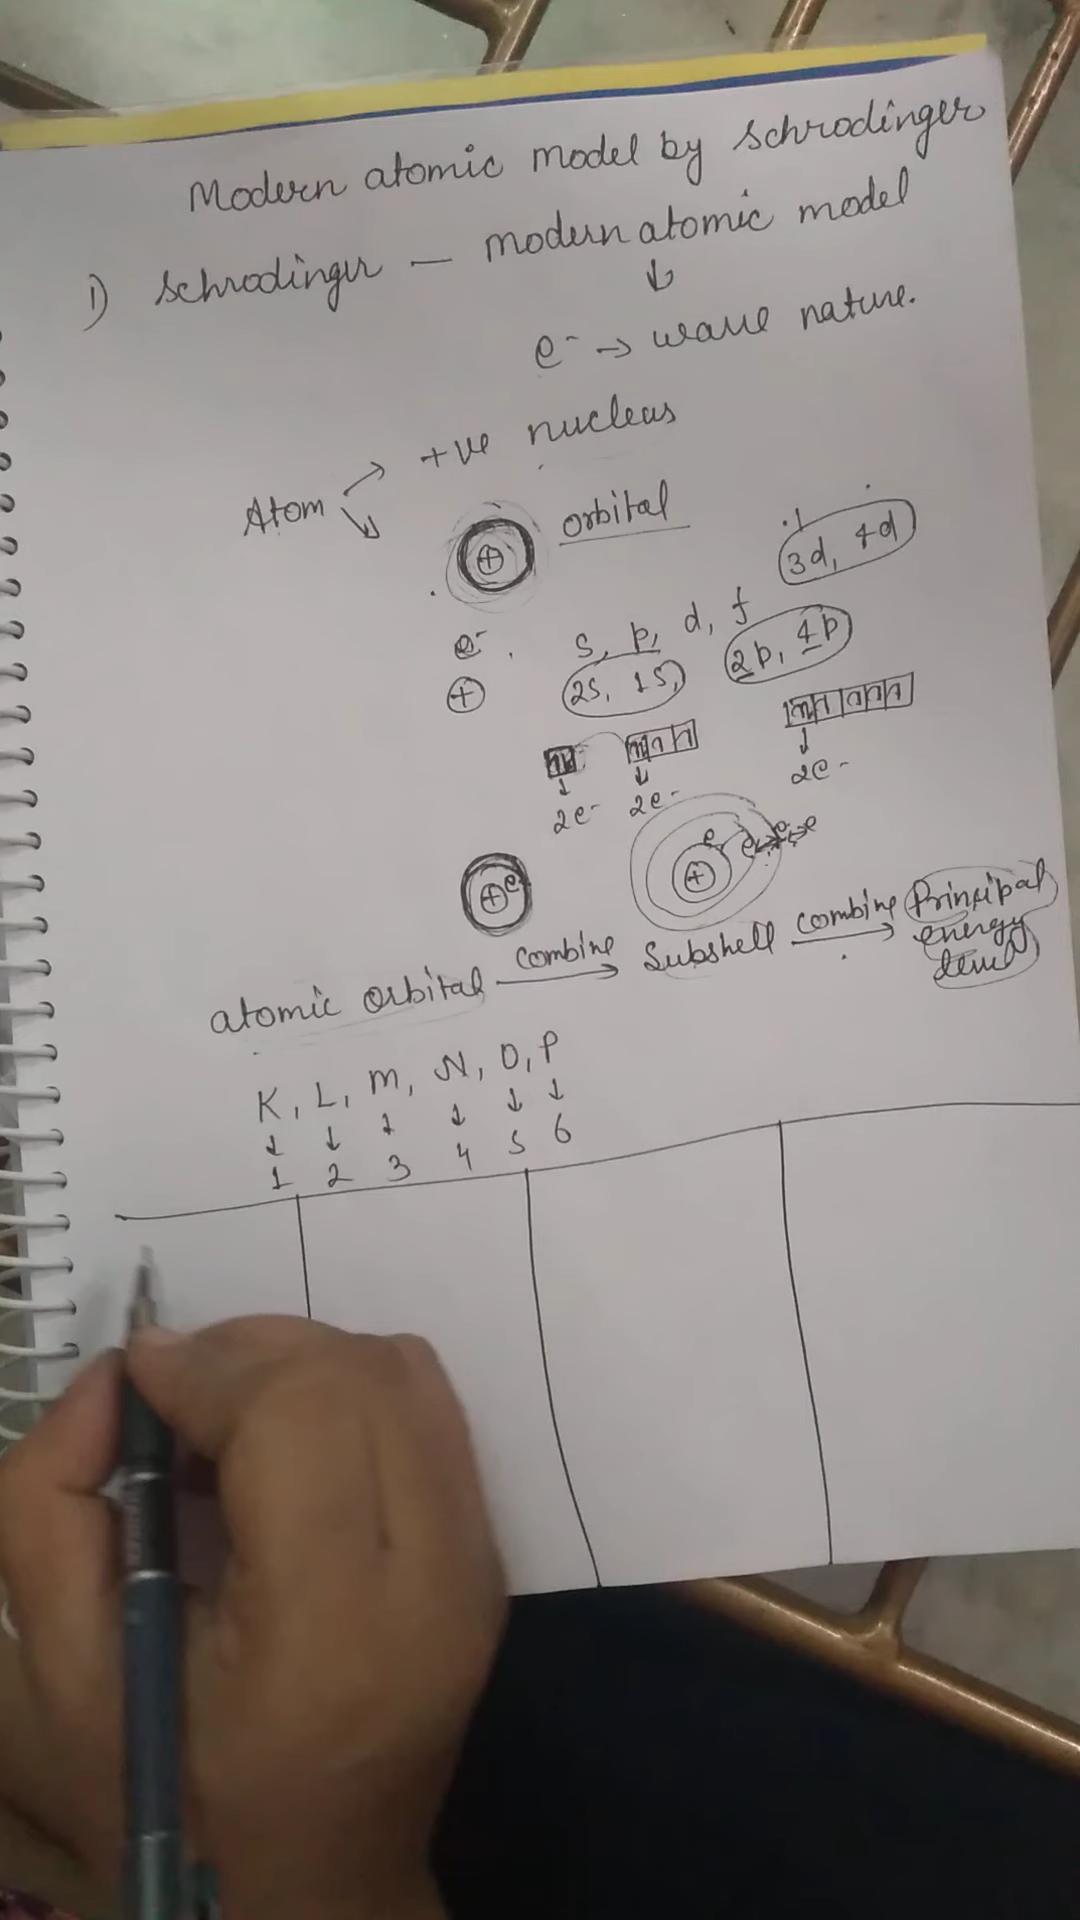 Modern atomic model by schrodinger
1) schrodinger — modern atomic model
↓
e⁻ → wave nature.
Atom → +ve nucleus
orbital
3d, 4d
e⁻ s, p, d, f
+ 2s, 1s, 2p, 4p
2e⁻ 2e⁻ 2e⁻
+ e + e e
atomic orbital combine → Subshell combine → Principal energy
K, L, M, N, O, P
↓ ↓ ↓ ↓ ↓ ↓
1 2 3 4 5 6